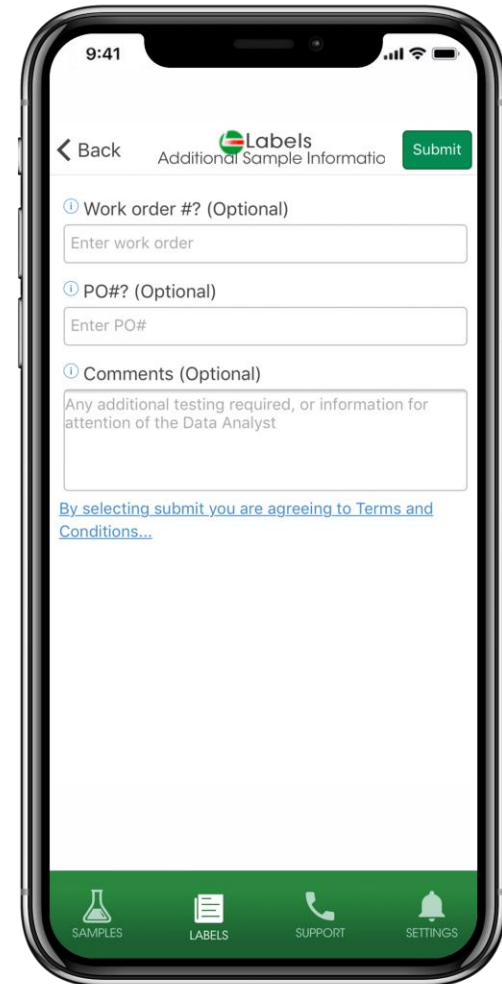 9:41
Back
Labels
Submit
Additional Sample Informatio
Work order #? (Optional)
Enter work order
PO#? (Optional)
Enter PO#
Comments (Optional)
Any additional testing required, or information for
attention of the Data Analyst
By selecting submit you are agreeing to Terms and
Conditions...
SAMPLES
LABELS
SUPPORT
SETTINGS